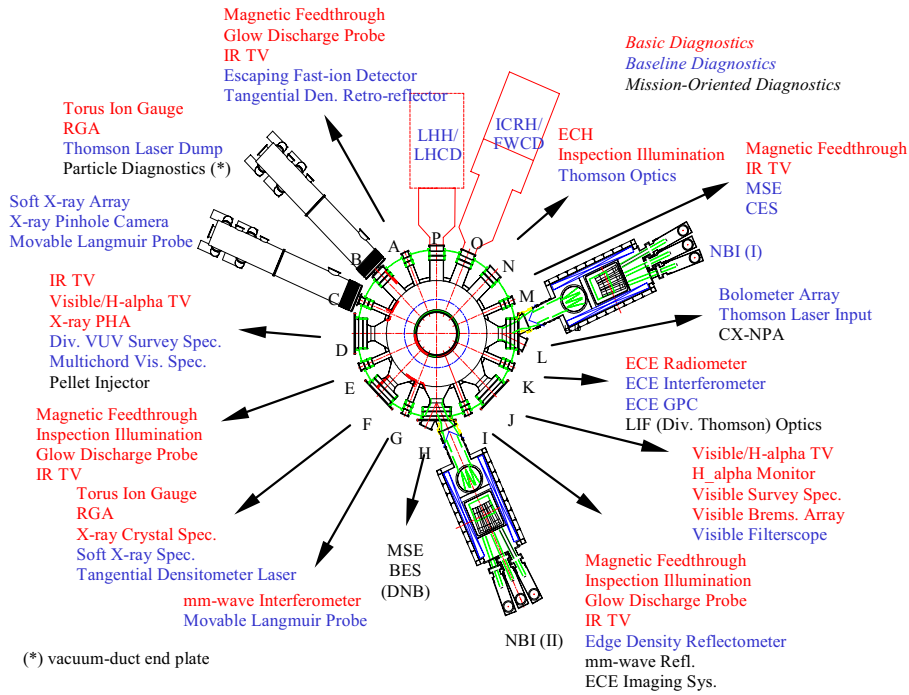 Magnetic Feedthrough
Glow Discharge Probe
IR TV
Escaping Fast-ion Detector
Tangential Den. Retro-reflector
Basic Diagnostics
Baseline Diagnostics
Mission-Oriented Diagnostics
Torus Ion Gauge
RGA
Thomson Laser Dump
Particle Diagnostics (*)
LHH/
LHCD
ICRH/
FWCD
ECH
Inspection Illumination
Thomson Optics
Magnetic Feedthrough
IR TV
MSE
CES
Soft X-ray Array
X-ray Pinhole Camera
Movable Langmuir Probe
NBI (I)
A
B
C
D
E
F
G
H
I
J
K
L
M
N
O
P
IR TV
Visible/H-alpha TV
X-ray PHA
Div. VUV Survey Spec.
Multichord Vis. Spec.
Pellet Injector
Bolometer Array
Thomson Laser Input
CX-NPA
ECE Radiometer
ECE Interferometer
ECE GPC
LIF (Div. Thomson) Optics
Magnetic Feedthrough
Inspection Illumination
Glow Discharge Probe
IR TV
Visible/H-alpha TV
H_alpha Monitor
Visible Survey Spec.
Visible Brems. Array
Visible Filterscope
Torus Ion Gauge
RGA
X-ray Crystal Spec.
Soft X-ray Spec.
Tangential Densitometer Laser
MSE
BES
(DNB)
mm-wave Interferometer
Movable Langmuir Probe
NBI (II)
Magnetic Feedthrough
Inspection Illumination
Glow Discharge Probe
IR TV
Edge Density Reflectometer
mm-wave Refl.
ECE Imaging Sys.
(*) vacuum-duct end plate